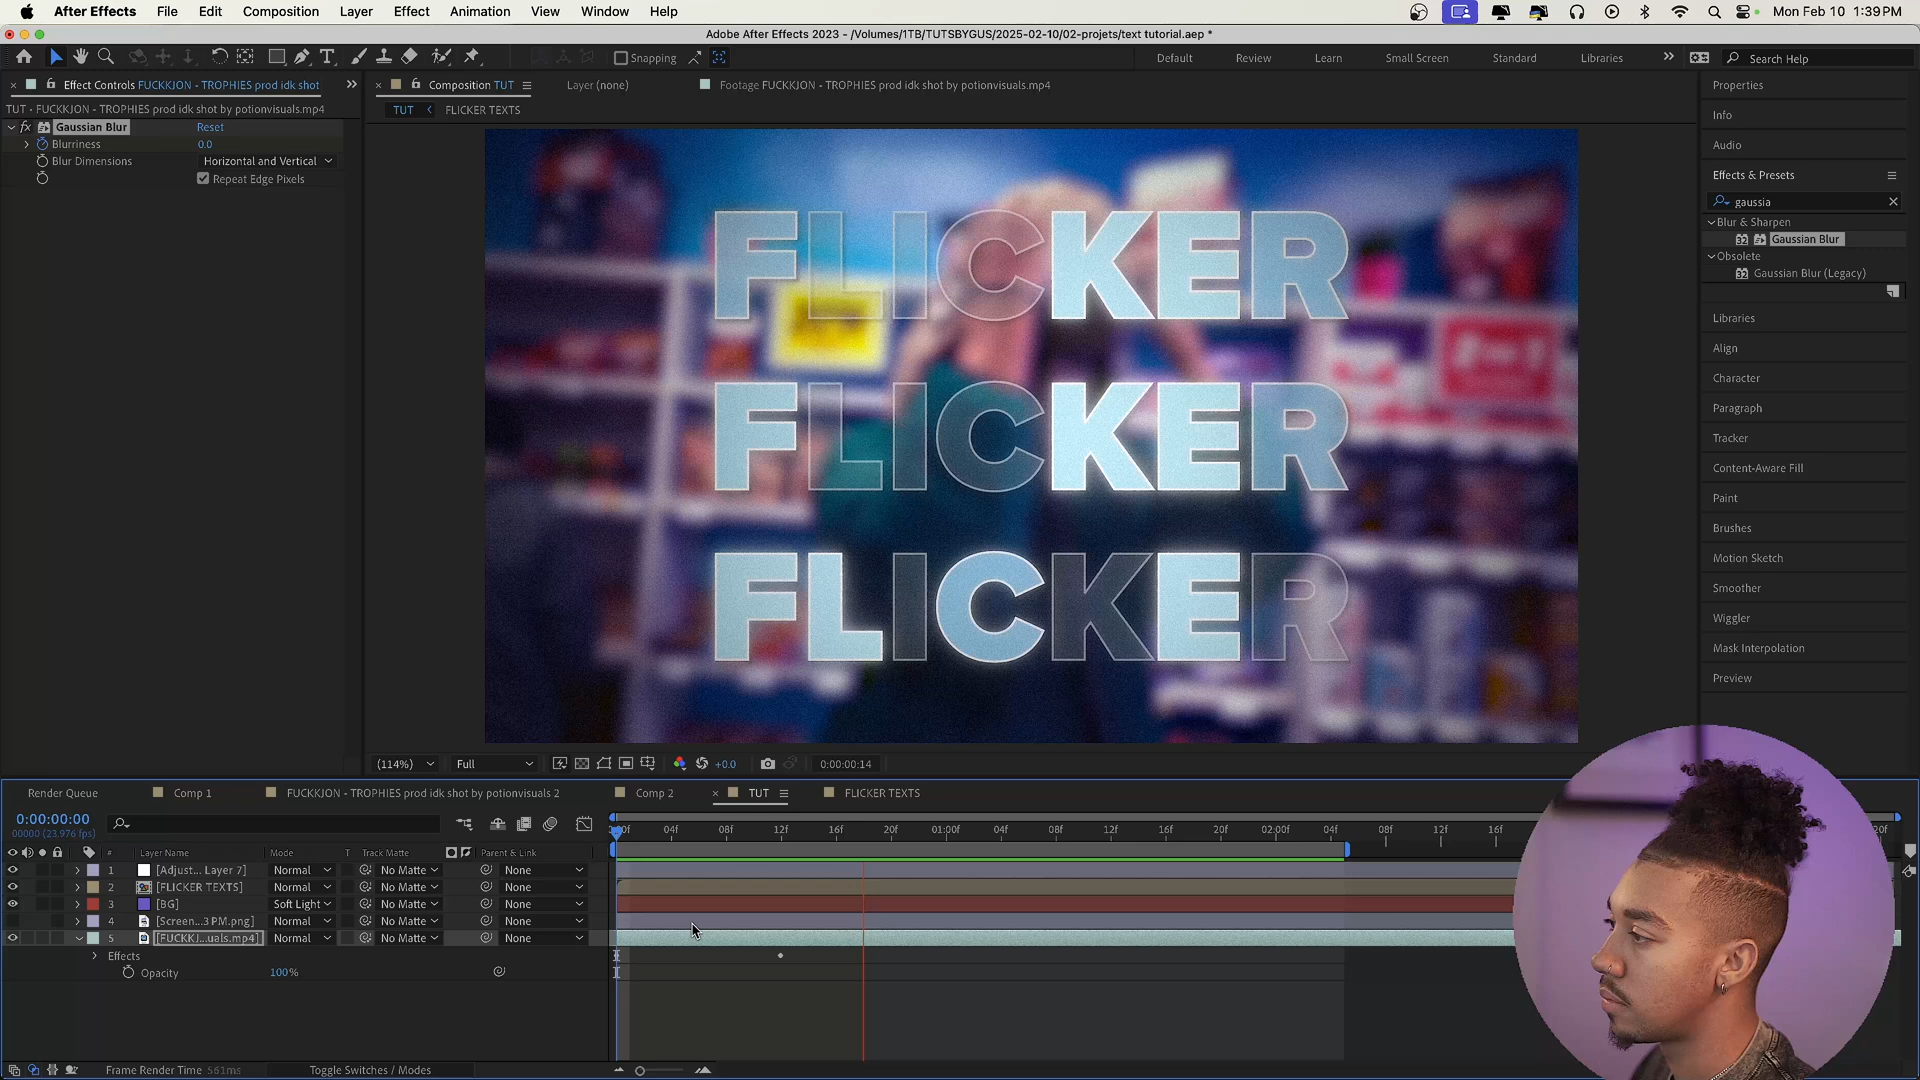 After Effects File Edit Composition Layer Effect Animation View Window Help Mon Feb 10 1:39 PM
Adobe After Effects 2023 - /Volumes/1TB/TUTSBYGUS/2025-02-10/02-projets/text tutorial.aep *
Snapping Default Review Learn Small Screen Standard Libraries Search Help
Effect Controls FUCKKJON - TROPHIES prod idk shot
Composition TUT Layer (none) Footage FUCKKJON - TROPHIES prod idk shot by potionvisuals.mp4
TUT - FUCKKJON - TROPHIES prod idk shot by potionvisuals.mp4
TUT FLICKER TEXTS
fx Gaussian Blur Reset
Blurriness 0.0
Blur Dimensions Horizontal and Vertical
Repeat Edge Pixels
FLICKER
FLICKER
FLICKER
Properties
Info
Audio
Effects & Presets
gaussia
Blur & Sharpen
32 Gaussian Blur
Obsolete
32 Gaussian Blur (Legacy)
Libraries
Align
Character
Paragraph
Tracker
Content-Aware Fill
Paint
Brushes
Motion Sketch
Smoother
Wiggler
Mask Interpolation
Preview
(114%) Full +0.0 0:00:00:14
Render Queue Comp 1 FUCKKJON - TROPHIES prod idk shot by potionvisuals 2 Comp 2 TUT FLICKER TEXTS
0:00:00:00
00000 (23.976 fps)
:00f 04f 08f 12f 16f 20f 01:00f 04f 08f 12f 16f 20f 02:00f 04f 08f 12f 16f 20f
# Layer Name Mode T Track Matte Parent & Link
1 [Adjust... Layer 7] Normal No Matte None
2 [FLICKER TEXTS] Normal No Matte None
3 [BG] Soft Light No Matte None
4 [Screen...3 PM.png] Normal No Matte None
5 [FUCKKJ...uals.mp4] Normal No Matte None
Effects
Opacity 100%
Frame Render Time 561ms Toggle Switches / Modes